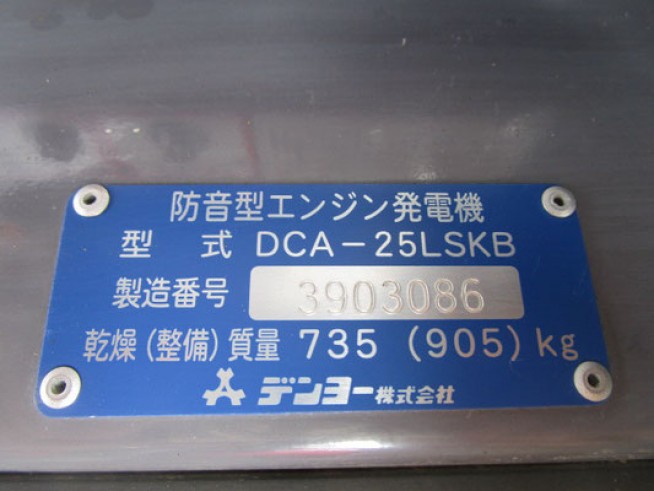 防音型エンジン発電機
型 式 DCA-25LSKB
製造番号 3903086
乾燥(整備)質量 735 (905) kg
デンヨー株式会社